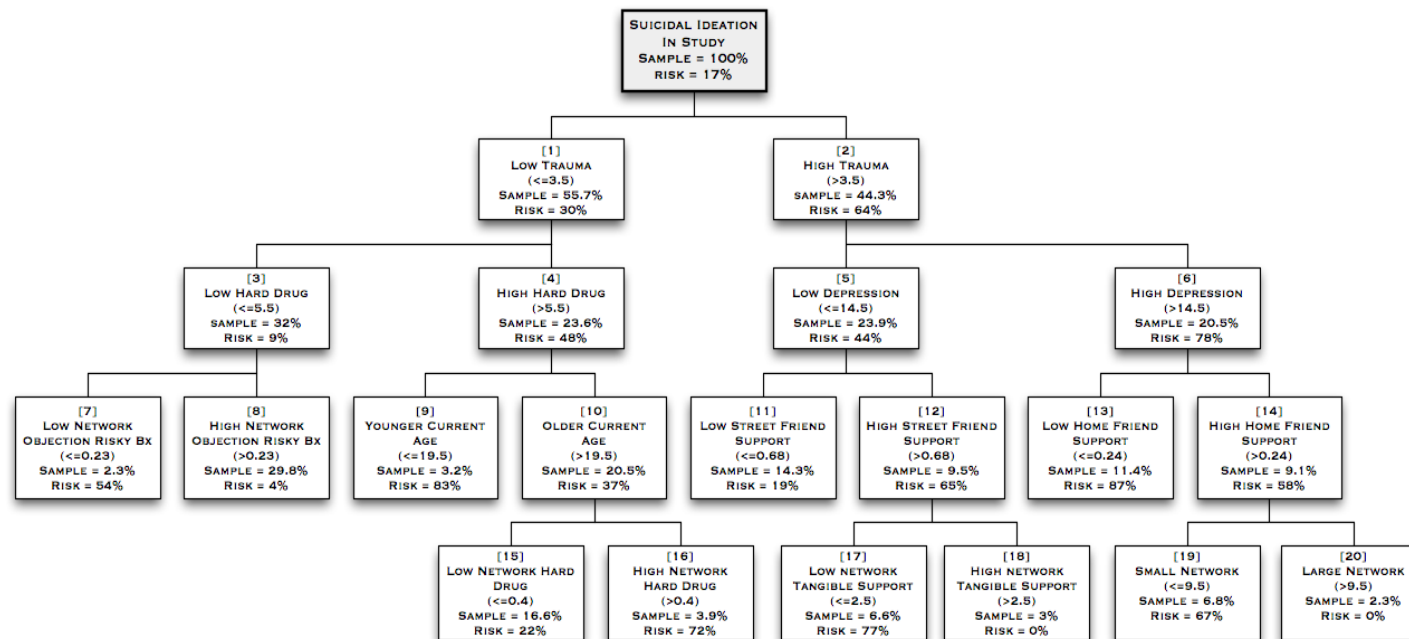 Suicidal Ideation
In Study
Sample = 100%
risk = 17%
[1]
Low Trauma
(<=3.5)
Sample = 55.7%
Risk = 30%
[2]
High Trauma
(>3.5)
sample = 44.3%
Risk = 64%
[3]
Low Hard Drug
(<=5.5)
sample = 32%
Risk = 9%
[4]
High Hard Drug
(>5.5)
Sample = 23.6%
Risk = 48%
[5]
Low Depression
(<=14.5)
Sample = 23.9%
Risk = 44%
[6]
High Depression
(>14.5)
Sample = 20.5%
Risk = 78%
[7]
Low Network
Objection Risky Bx
(<=0.23)
Sample = 2.3%
Risk = 54%
[8]
High Network
Objection Risky Bx
(>0.23)
Sample = 29.8%
Risk = 4%
[9]
Younger Current
Age
(<=19.5)
Sample = 3.2%
Risk = 83%
[10]
Older Current
Age
(>19.5)
Sample = 20.5%
Risk = 37%
[11]
Low Street Friend
Support
(<=0.68)
Sample = 14.3%
Risk = 19%
[12]
High Street Friend
Support
(>0.68)
Sample = 9.5%
Risk = 65%
[13]
Low Home Friend
Support
(<=0.24)
Sample = 11.4%
Risk = 87%
[14]
High Home Friend
Support
(>0.24)
Sample = 9.1%
Risk = 58%
[15]
Low Network Hard
Drug
(<=0.4)
Sample = 16.6%
Risk = 22%
[16]
High Network
Hard Drug
(>0.4)
Sample = 3.9%
Risk = 72%
[17]
Low network
Tangible Support
(<=2.5)
Sample = 6.6%
Risk = 77%
[18]
High network
Tangible Support
(>2.5)
Sample = 3%
Risk = 0%
[19]
Small Network
(<=9.5)
Sample = 6.8%
Risk = 67%
[20]
Large Network
(>9.5)
Sample = 2.3%
Risk = 0%